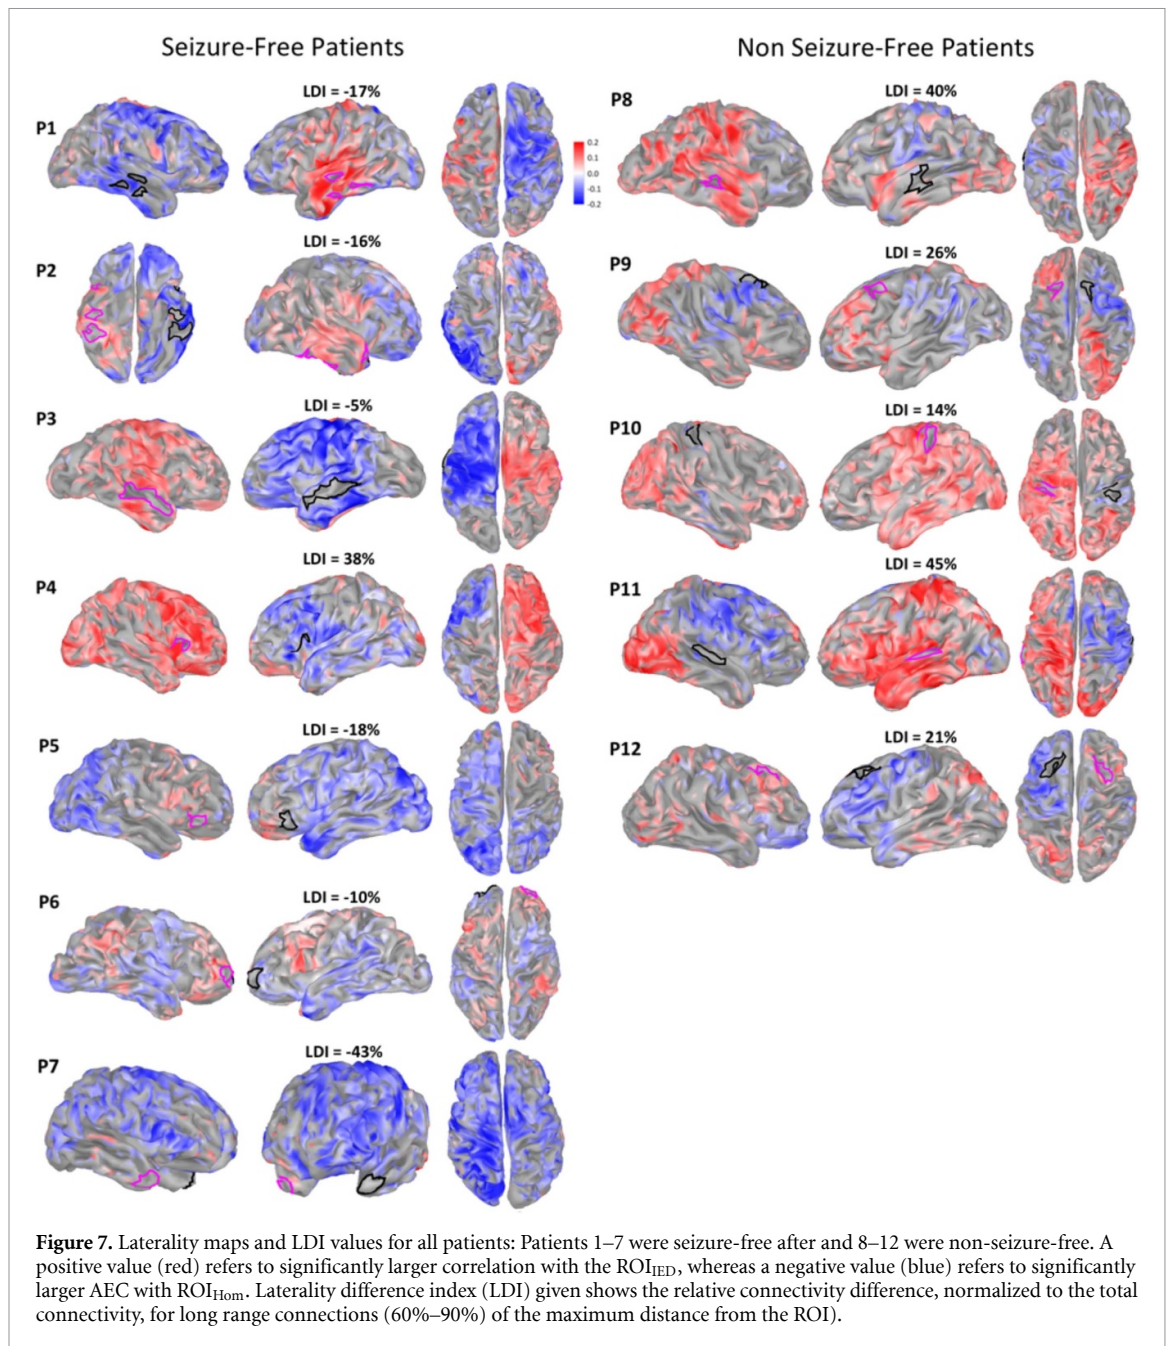 Seizure-Free Patients
Non Seizure-Free Patients
P1
LDI = -17%
0.2
0.1
0.0
-0.1
-0.2
P2
LDI = -16%
P3
LDI = -5%
P4
LDI = 38%
P5
LDI = -18%
P6
LDI = -10%
P7
LDI = -43%
P8
LDI = 40%
P9
LDI = 26%
P10
LDI = 14%
P11
LDI = 45%
P12
LDI = 21%
Figure 7. Laterality maps and LDI values for all patients: Patients 1–7 were seizure-free after and 8–12 were non-seizure-free. A
positive value (red) refers to significantly larger correlation with the ROI_IED, whereas a negative value (blue) refers to significantly
larger AEC with ROI_Hom. Laterality difference index (LDI) given shows the relative connectivity difference, normalized to the total
connectivity, for long range connections (60%–90%) of the maximum distance from the ROI).